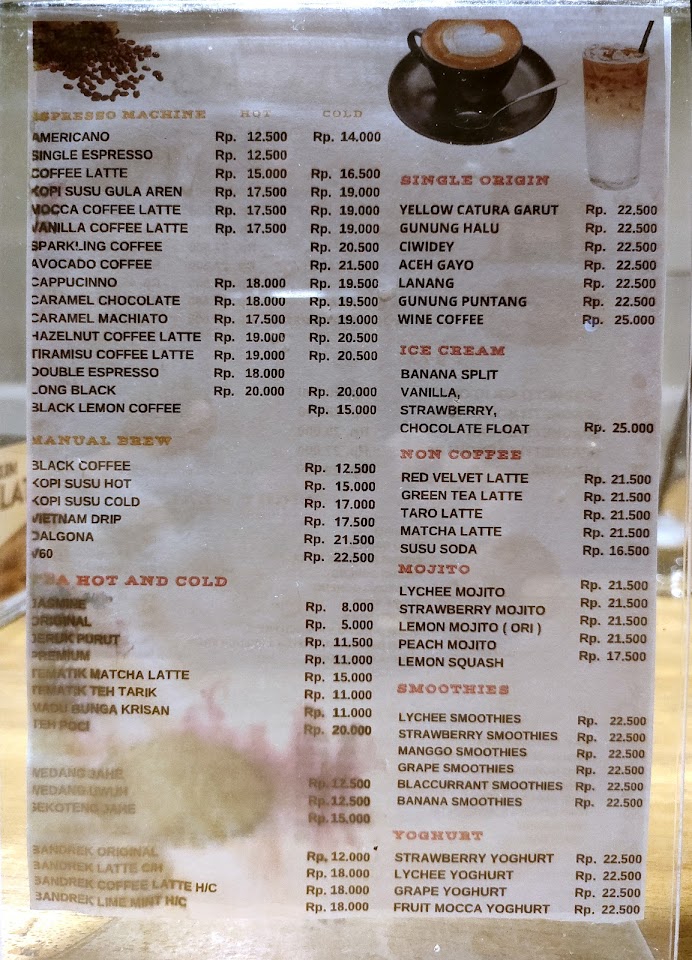 ESPRESSO MACHINE HOT COLD
AMERICANO Rp. 12.500 Rp. 14.000
SINGLE ESPRESSO Rp. 12.500
COFFEE LATTE Rp. 15.000 Rp. 16.500
KOPI SUSU GULA AREN Rp. 17.500 Rp. 19.000
MOCCA COFFEE LATTE Rp. 17.500 Rp. 19.000
VANILLA COFFEE LATTE Rp. 17.500 Rp. 19.000
SPARKLING COFFEE Rp. 20.500
AVOCADO COFFEE Rp. 21.500
CAPPUCINNO Rp. 18.000 Rp. 19.500
CARAMEL CHOCOLATE Rp. 18.000 Rp. 19.500
CARAMEL MACHIATO Rp. 17.500 Rp. 19.000
HAZELNUT COFFEE LATTE Rp. 19.000 Rp. 20.500
TIRAMISU COFFEE LATTE Rp. 19.000 Rp. 20.500
DOUBLE ESPRESSO Rp. 18.000
LONG BLACK Rp. 20.000 Rp. 20.000
BLACK LEMON COFFEE Rp. 15.000
MANUAL BREW
BLACK COFFEE Rp. 12.500
KOPI SUSU HOT Rp. 15.000
KOPI SUSU COLD Rp. 17.000
VIETNAM DRIP Rp. 17.500
DALGONA Rp. 21.500
V60 Rp. 22.500
TEA HOT AND COLD
JASMINE Rp. 8.000
ORIGINAL Rp. 5.000
JERUK PURUT Rp. 11.500
PREMIUM Rp. 11.000
TEMATIK MATCHA LATTE Rp. 15.000
TEMATIK TEH TARIK Rp. 11.000
MADU BUNGA KRISAN Rp. 11.000
TEH POCI Rp. 20.000
WEDANG JAHE Rp. 12.500
WEDANG UWUH Rp. 12.500
SEKOTENG JAHE Rp. 15.000
BANDREK ORIGINAL Rp. 12.000
BANDREK LATTE C/H Rp. 18.000
BANDREK COFFEE LATTE H/C Rp. 18.000
BANDREK LIME MINT H/C Rp. 18.000
SINGLE ORIGIN
YELLOW CATURA GARUT Rp. 22.500
GUNUNG HALU Rp. 22.500
CIWIDEY Rp. 22.500
ACEH GAYO Rp. 22.500
LANANG Rp. 22.500
GUNUNG PUNTANG Rp. 22.500
WINE COFFEE Rp. 25.000
ICE CREAM
BANANA SPLIT
VANILLA,
STRAWBERRY,
CHOCOLATE FLOAT Rp. 25.000
NON COFFEE
RED VELVET LATTE Rp. 21.500
GREEN TEA LATTE Rp. 21.500
TARO LATTE Rp. 21.500
MATCHA LATTE Rp. 21.500
SUSU SODA Rp. 16.500
MOJITO
LYCHEE MOJITO Rp. 21.500
STRAWBERRY MOJITO Rp. 21.500
LEMON MOJITO ( ORI ) Rp. 21.500
PEACH MOJITO Rp. 21.500
LEMON SQUASH Rp. 17.500
SMOOTHIES
LYCHEE SMOOTHIES Rp. 22.500
STRAWBERRY SMOOTHIES Rp. 22.500
MANGGO SMOOTHIES Rp. 22.500
GRAPE SMOOTHIES Rp. 22.500
BLACCURRANT SMOOTHIES Rp. 22.500
BANANA SMOOTHIES Rp. 22.500
YOGHURT
STRAWBERRY YOGHURT Rp. 22.500
LYCHEE YOGHURT Rp. 22.500
GRAPE YOGHURT Rp. 22.500
FRUIT MOCCA YOGHURT Rp. 22.500